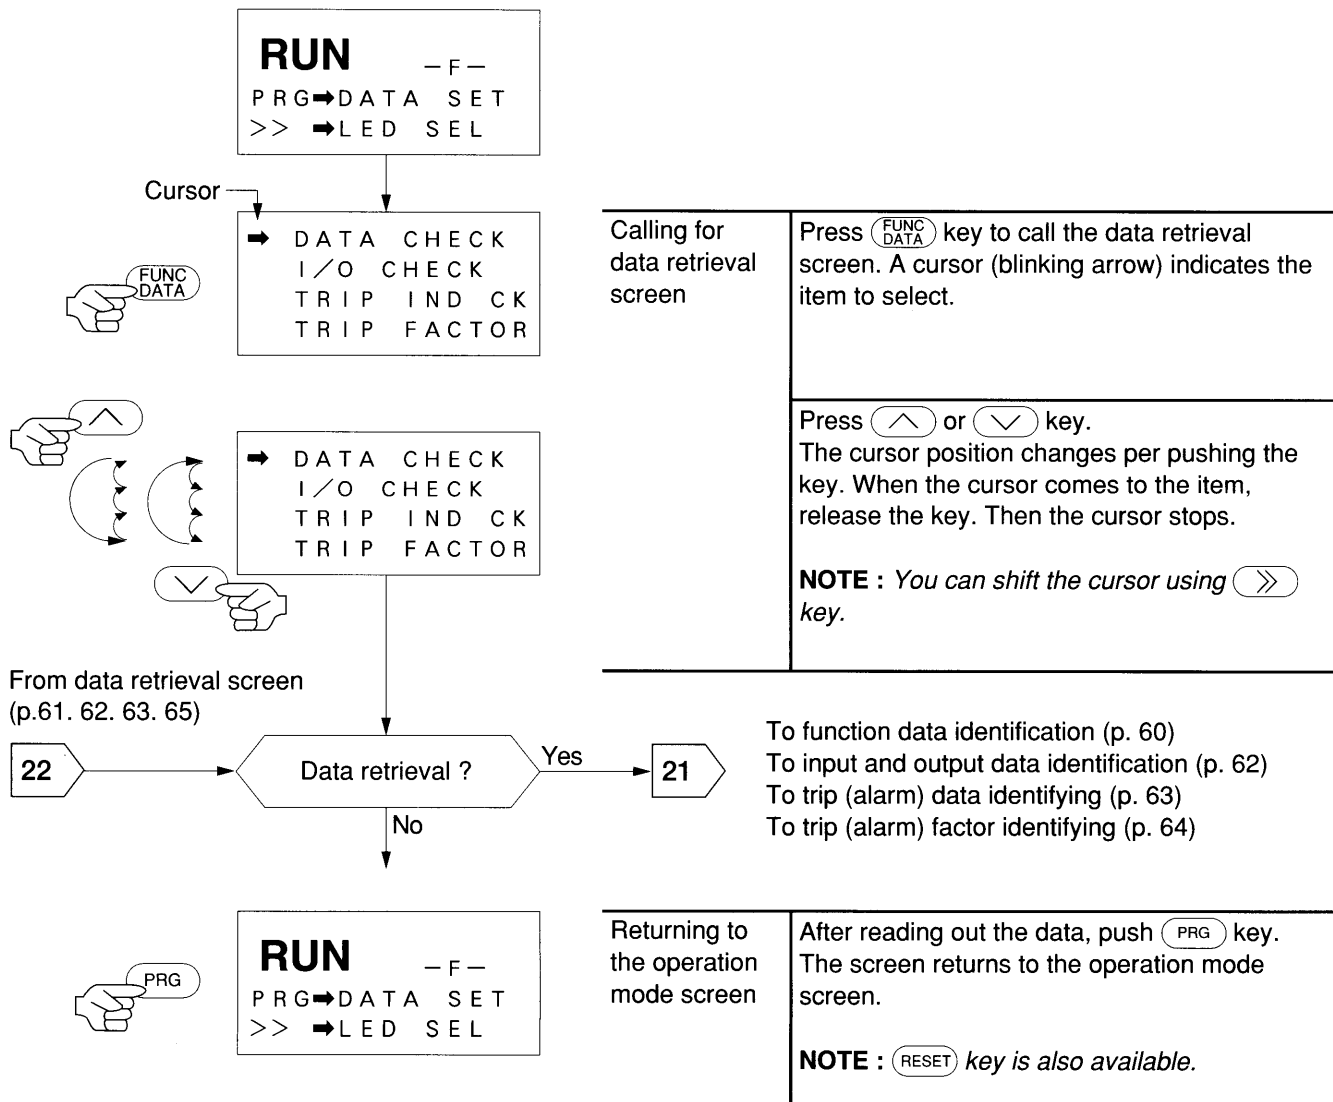 RUN -F-
PRG➡DATA SET
>> ➡LED SEL
Cursor
➡ DATA CHECK
I/O CHECK
TRIP IND CK
TRIP FACTOR
FUNC
DATA
Calling for
data retrieval
screen
Press FUNC DATA key to call the data retrieval
screen. A cursor (blinking arrow) indicates the
item to select.
➡ DATA CHECK
I/O CHECK
TRIP IND CK
TRIP FACTOR
Press ∧ or ∨ key.
The cursor position changes per pushing the
key. When the cursor comes to the item,
release the key. Then the cursor stops.
NOTE : You can shift the cursor using ≫
key.
From data retrieval screen
(p.61. 62. 63. 65)
22
Data retrieval ?
Yes
21
No
To function data identification (p. 60)
To input and output data identification (p. 62)
To trip (alarm) data identifying (p. 63)
To trip (alarm) factor identifying (p. 64)
PRG
RUN -F-
PRG➡DATA SET
>> ➡LED SEL
Returning to
the operation
mode screen
After reading out the data, push PRG key.
The screen returns to the operation mode
screen.
NOTE : RESET key is also available.